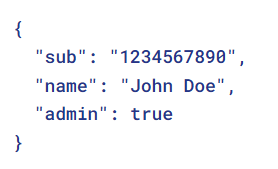 {
  "sub": "1234567890",
  "name": "John Doe",
  "admin": true
}